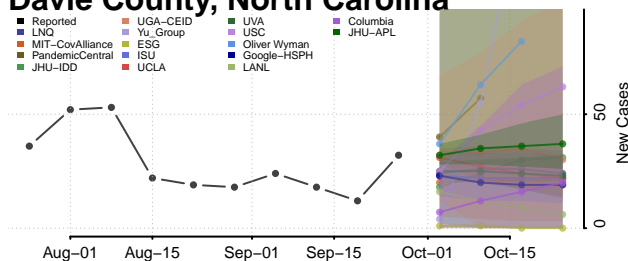 Davie County, North Carolina
Reported UGA−CEID UVA Columbia
LNQ Yu_Group USC JHU−APL
MIT−CovAlliance ESG Oliver Wyman
PandemicCentral ISU Google−HSPH
JHU−IDD UCLA LANL
50
0
New Cases
Aug−01 Aug−15 Sep−01 Sep−15 Oct−01 Oct−15